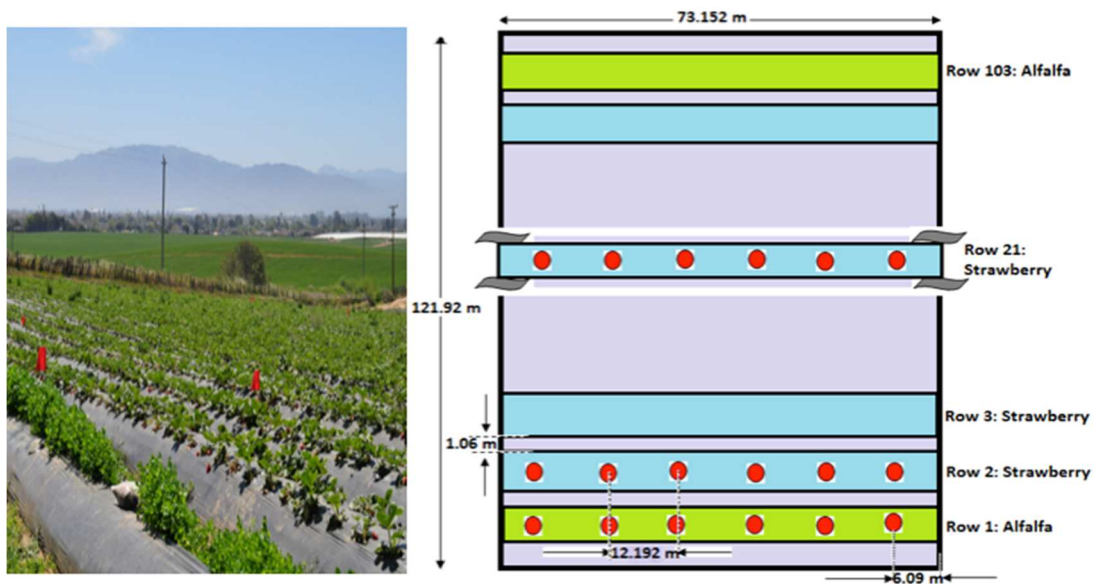 73.152 m
Row 103: Alfalfa
Row 21:
Strawberry
121.92 m
Row 3: Strawberry
1.06 m
Row 2: Strawberry
Row 1: Alfalfa
12.192 m
6.09 m